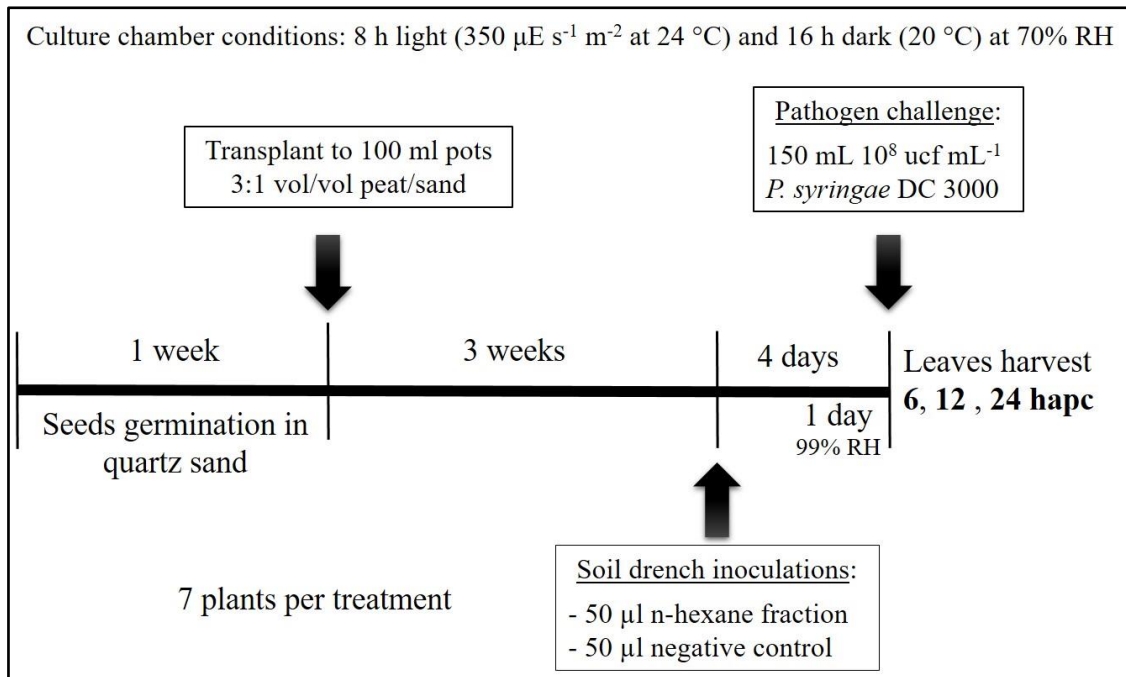 Culture chamber conditions: 8 h light (350 μE s⁻¹ m⁻² at 24 °C) and 16 h dark (20 °C) at 70% RH
Transplant to 100 ml pots
3:1 vol/vol peat/sand
Pathogen challenge:
150 mL 10⁸ ucf mL⁻¹
P. syringae DC 3000
1 week
3 weeks
4 days
Leaves harvest
6, 12 , 24 hapc
Seeds germination in
quartz sand
1 day
99% RH
7 plants per treatment
Soil drench inoculations:
- 50 μl n-hexane fraction
- 50 μl negative control